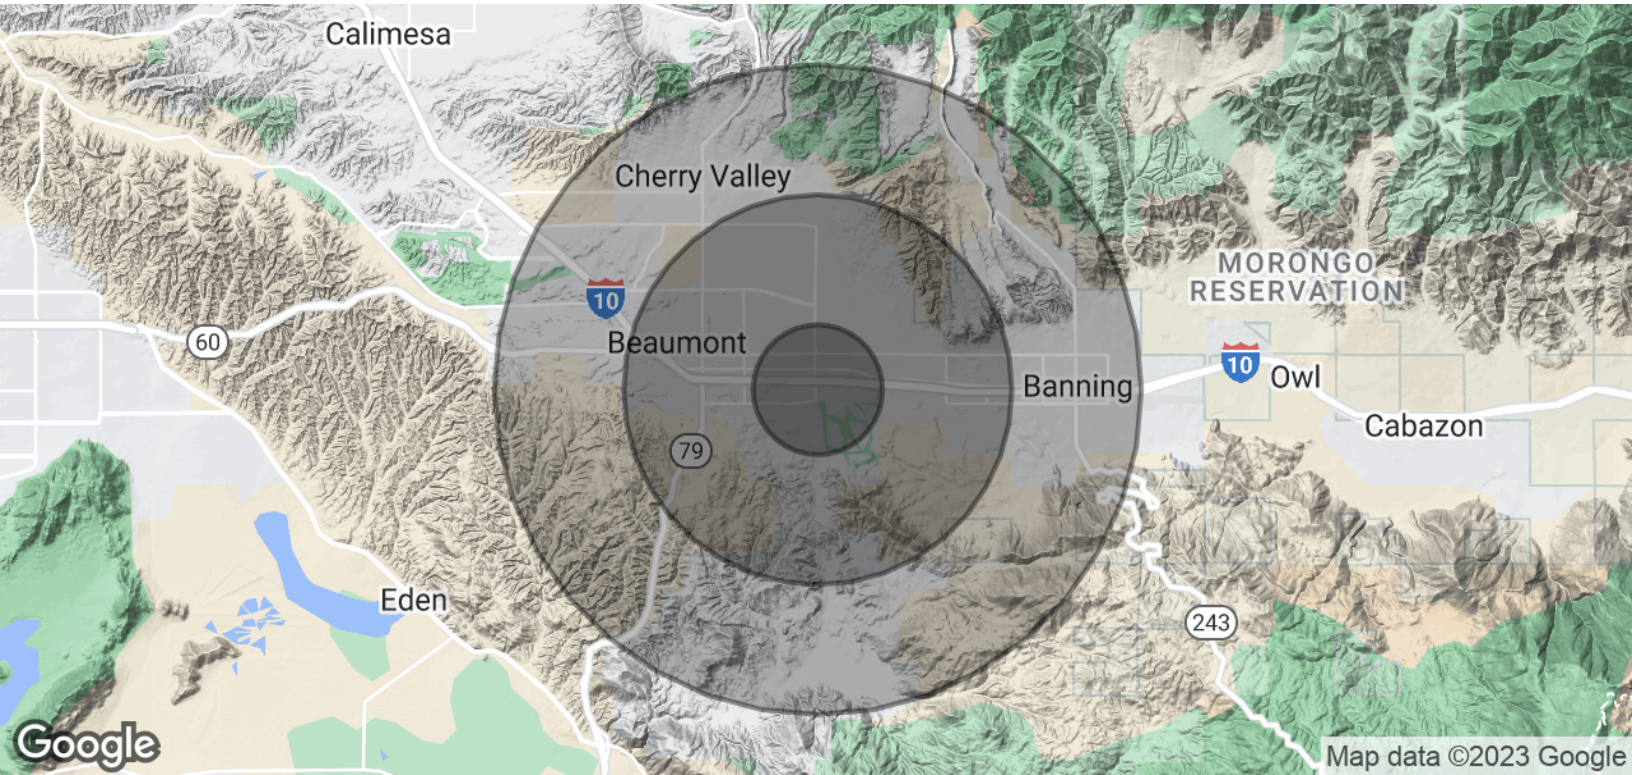 Calimesa
Cherry Valley
MORONGO
RESERVATION
10
60
Beaumont
10
Owl
Banning
Cabazon
79
Eden
243
Google
Map data ©2023 Google